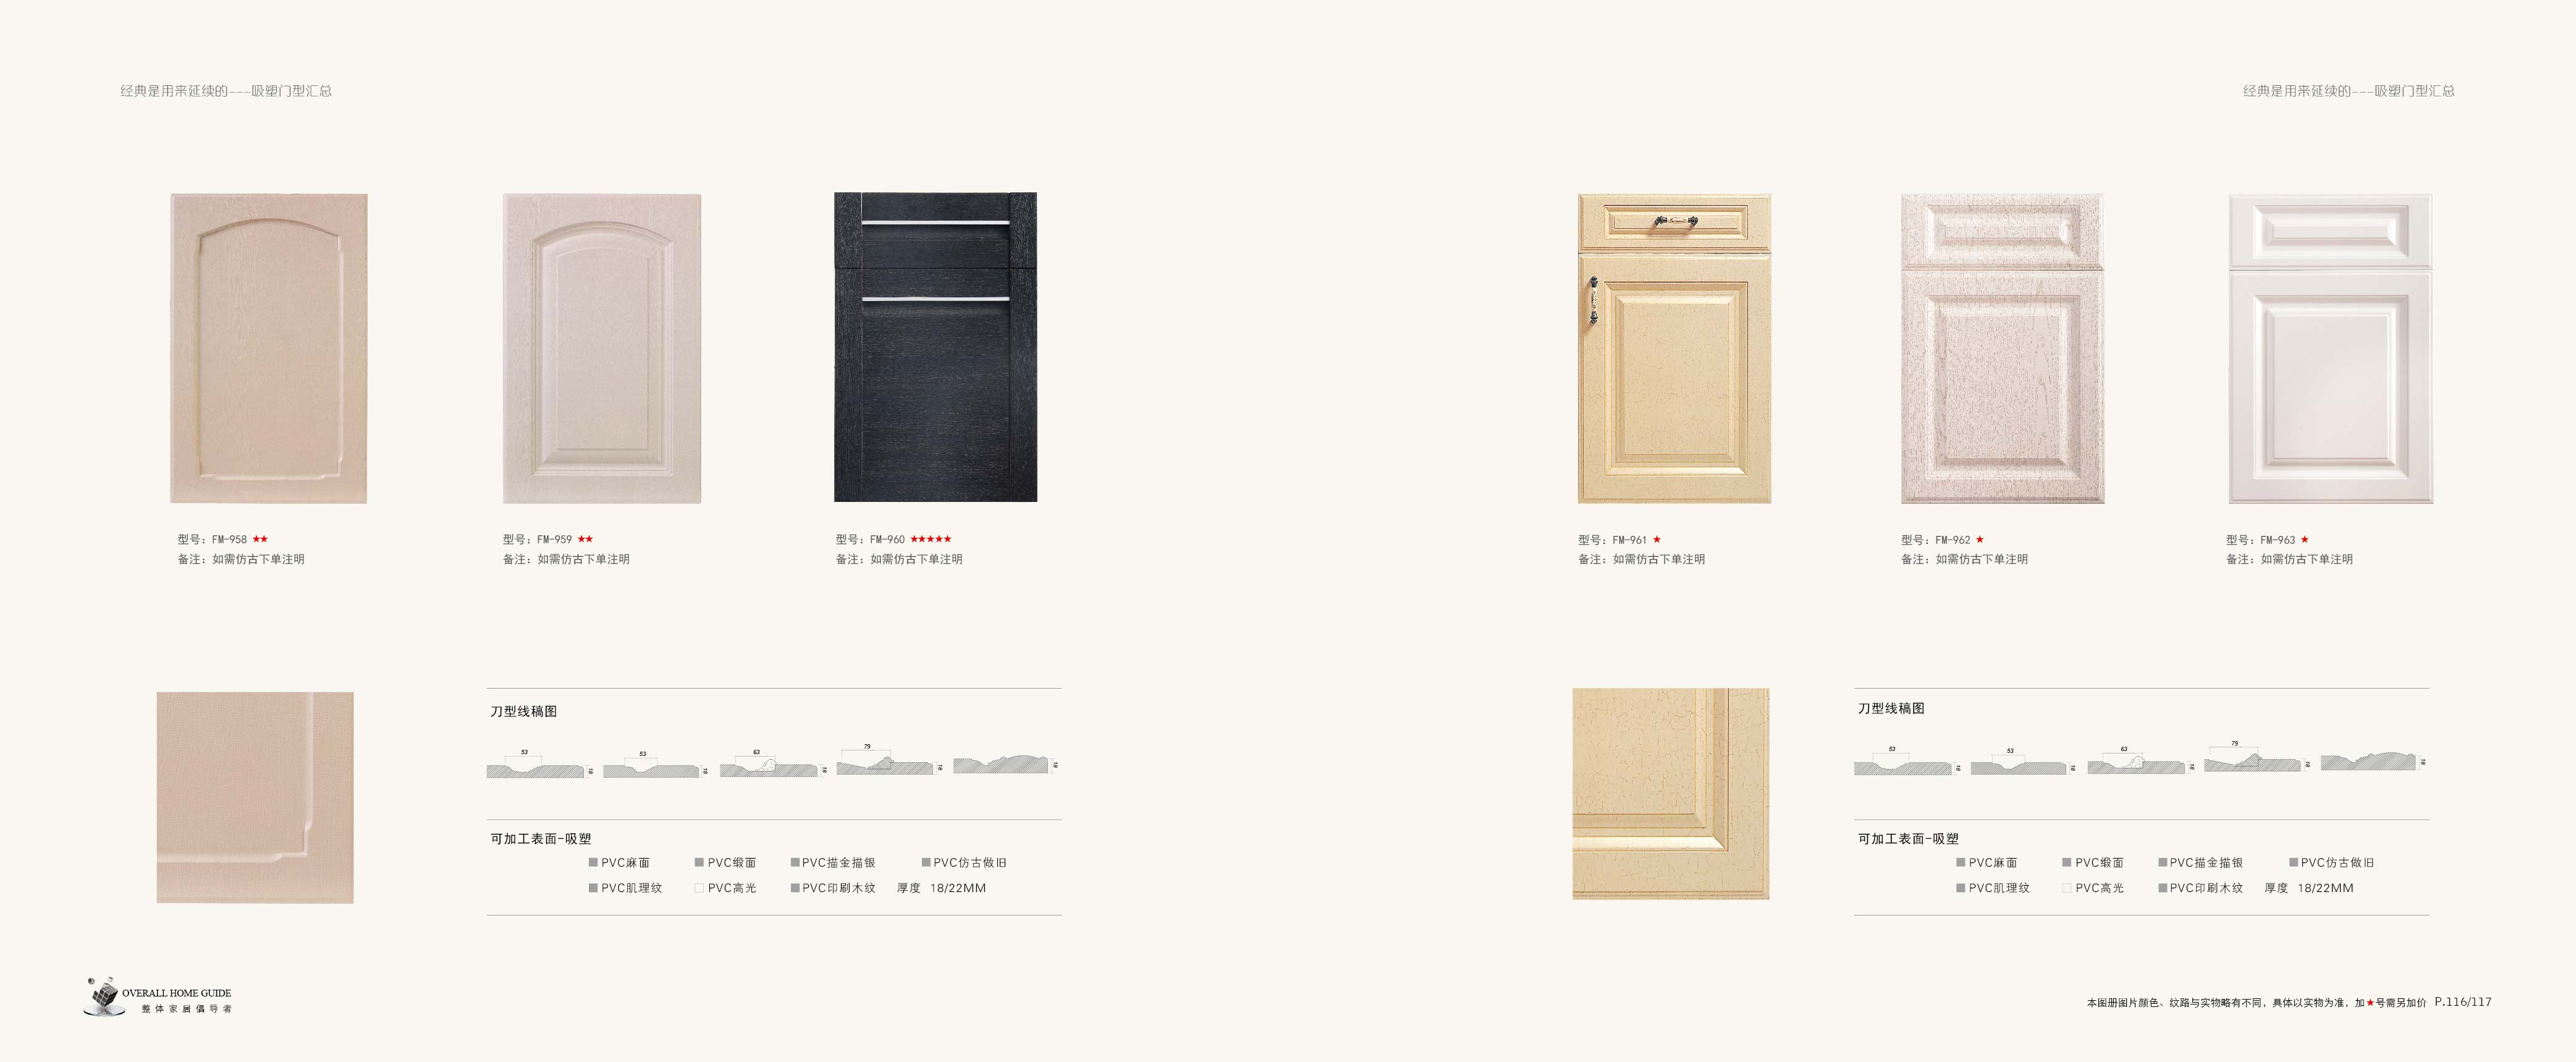 经典是用来延续的---吸塑门型汇总
经典是用来延续的---吸塑门型汇总
型号：FM-958 ★★
备注：如需仿古下单注明
型号：FM-959 ★★
备注：如需仿古下单注明
型号：FM-960 ★★★★★
备注：如需仿古下单注明
型号：FM-961 ★
备注：如需仿古下单注明
型号：FM-962 ★
备注：如需仿古下单注明
型号：FM-963 ★
备注：如需仿古下单注明
刀型线稿图
53 53 63 79
18 18 18 18 18
可加工表面-吸塑
PVC麻面 PVC缎面 PVC描金描银 PVC仿古做旧
PVC肌理纹 PVC高光 PVC印刷木纹 厚度 18/22MM
刀型线稿图
53 53 63 79
18 18 18 18 18
可加工表面-吸塑
PVC麻面 PVC缎面 PVC描金描银 PVC仿古做旧
PVC肌理纹 PVC高光 PVC印刷木纹 厚度 18/22MM
OVERALL HOME GUIDE
整体家居倡导者
本图册图片颜色、纹路与实物略有不同，具体以实物为准，加★号需另加价 P.116/117